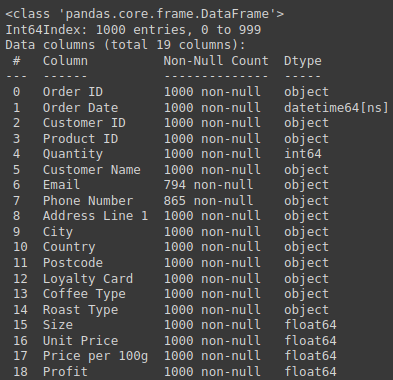 <class 'pandas.core.frame.DataFrame'>
Int64Index: 1000 entries, 0 to 999
Data columns (total 19 columns):
 #   Column          Non-Null Count  Dtype
---  ------          --------------  -----
 0   Order ID        1000 non-null   object
 1   Order Date      1000 non-null   datetime64[ns]
 2   Customer ID     1000 non-null   object
 3   Product ID      1000 non-null   object
 4   Quantity        1000 non-null   int64
 5   Customer Name   1000 non-null   object
 6   Email           794 non-null    object
 7   Phone Number    865 non-null    object
 8   Address Line 1  1000 non-null   object
 9   City            1000 non-null   object
 10  Country         1000 non-null   object
 11  Postcode        1000 non-null   object
 12  Loyalty Card    1000 non-null   object
 13  Coffee Type     1000 non-null   object
 14  Roast Type      1000 non-null   object
 15  Size            1000 non-null   float64
 16  Unit Price      1000 non-null   float64
 17  Price per 100g  1000 non-null   float64
 18  Profit          1000 non-null   float64